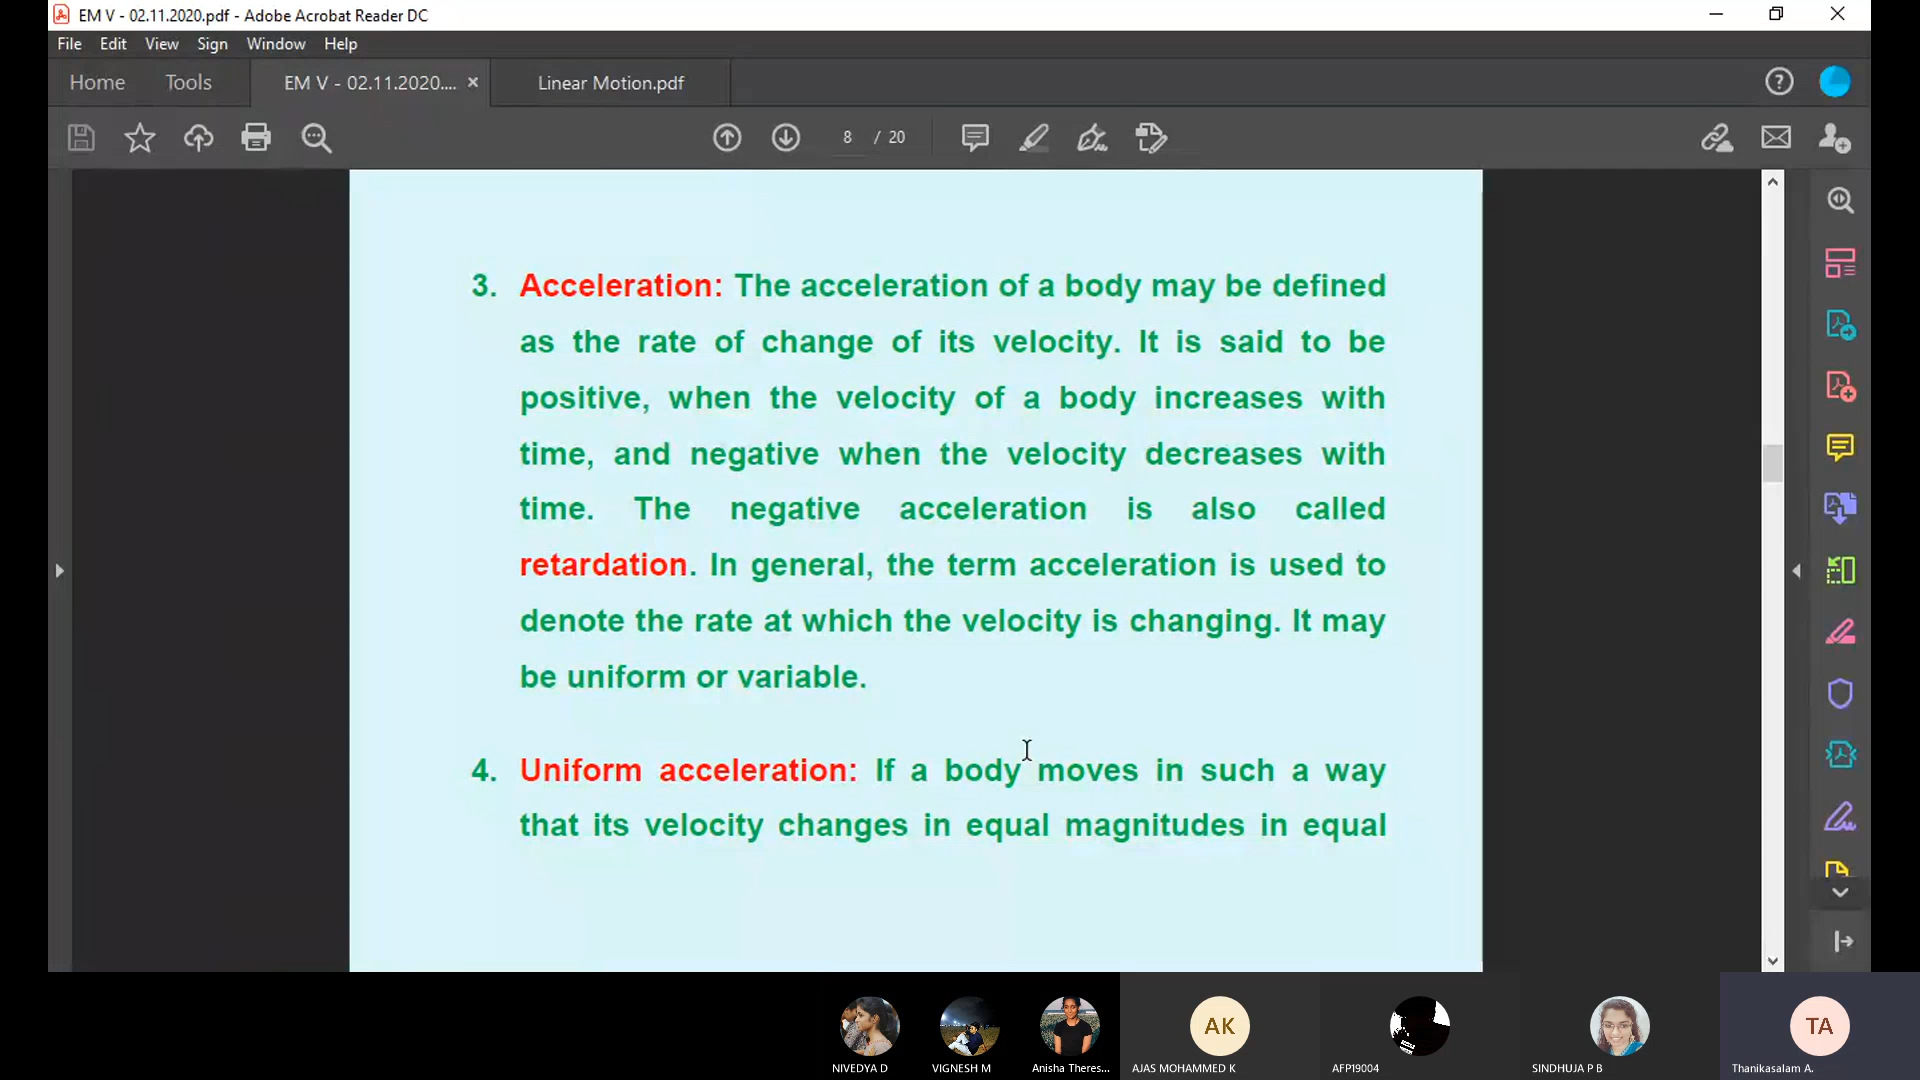 EM V - 02.11.2020.pdf - Adobe Acrobat Reader DC
File Edit View Sign Window Help
Home Tools EM V - 02.11.2020.... × Linear Motion.pdf
8 / 20
3. Acceleration: The acceleration of a body may be defined
as the rate of change of its velocity. It is said to be
positive, when the velocity of a body increases with
time, and negative when the velocity decreases with
time. The negative acceleration is also called
retardation. In general, the term acceleration is used to
denote the rate at which the velocity is changing. It may
be uniform or variable.
4. Uniform acceleration: If a body moves in such a way
that its velocity changes in equal magnitudes in equal
AK TA
NIVEDYA D VIGNESH M Anisha Theres... AJAS MOHAMMED K AFP19004 SINDHUJA P B Thanikasalam A.